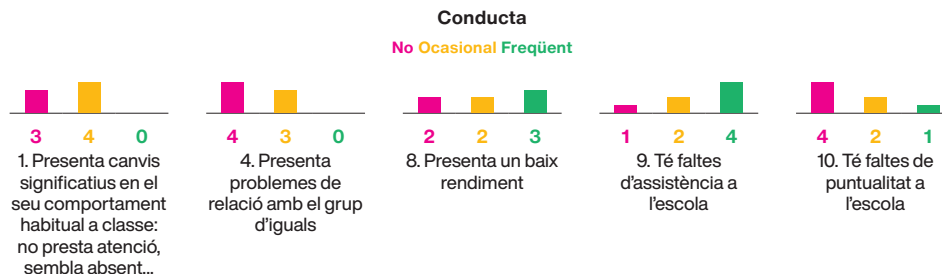 Conducta
No Ocasional Freqüent
3 4 0
1. Presenta canvis
significatius en el
seu comportament
habitual a classe:
no presta atenció,
sembla absent...
4 3 0
4. Presenta
problemes de
relació amb el grup
d'iguals
2 2 3
8. Presenta un baix
rendiment
1 2 4
9. Té faltes
d'assistència a
l'escola
4 2 1
10. Té faltes de
puntualitat a
l'escola